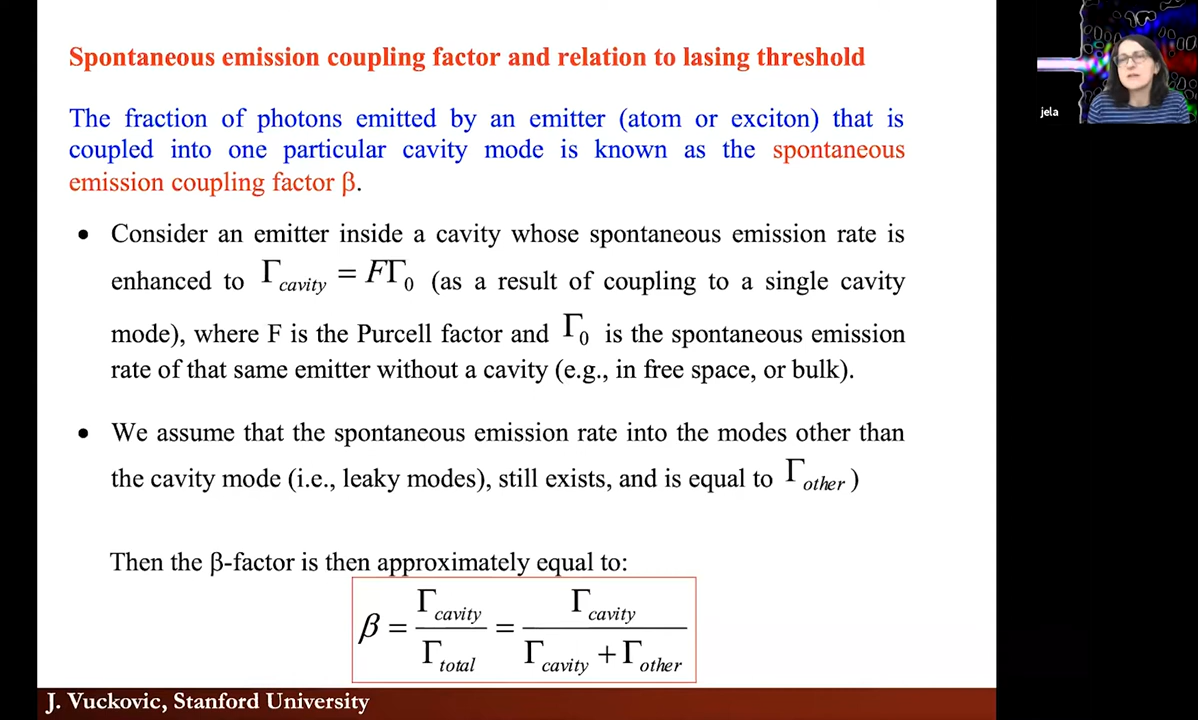 Spontaneous emission coupling factor and relation to lasing threshold
The fraction of photons emitted by an emitter (atom or exciton) that is
coupled into one particular cavity mode is known as the spontaneous
emission coupling factor β.
• Consider an emitter inside a cavity whose spontaneous emission rate is
enhanced to Γcavity = FΓ0 (as a result of coupling to a single cavity
mode), where F is the Purcell factor and Γ0 is the spontaneous emission
rate of that same emitter without a cavity (e.g., in free space, or bulk).
• We assume that the spontaneous emission rate into the modes other than
the cavity mode (i.e., leaky modes), still exists, and is equal to Γother)
Then the β-factor is then approximately equal to:
β = Γcavity / Γtotal = Γcavity / Γcavity + Γother
J. Vuckovic, Stanford University
jela